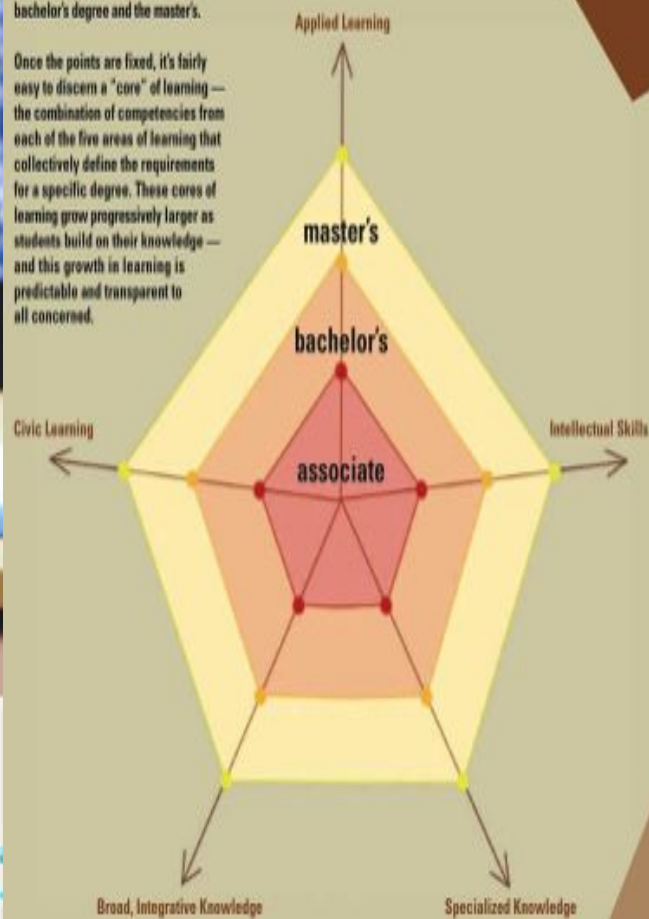 bachelor's degree and the master's.
Once the points are fixed, it's fairly
easy to discern a "core" of learning —
the combination of competencies from
each of the five areas of learning that
collectively define the requirements
for a specific degree. These cores of
learning grow progressively larger as
students build on their knowledge —
and this growth in learning is
predictable and transparent to
all concerned.
Applied Learning
master's
bachelor's
Civic Learning
Intellectual Skills
associate
Broad, Integrative Knowledge
Specialized Knowledge